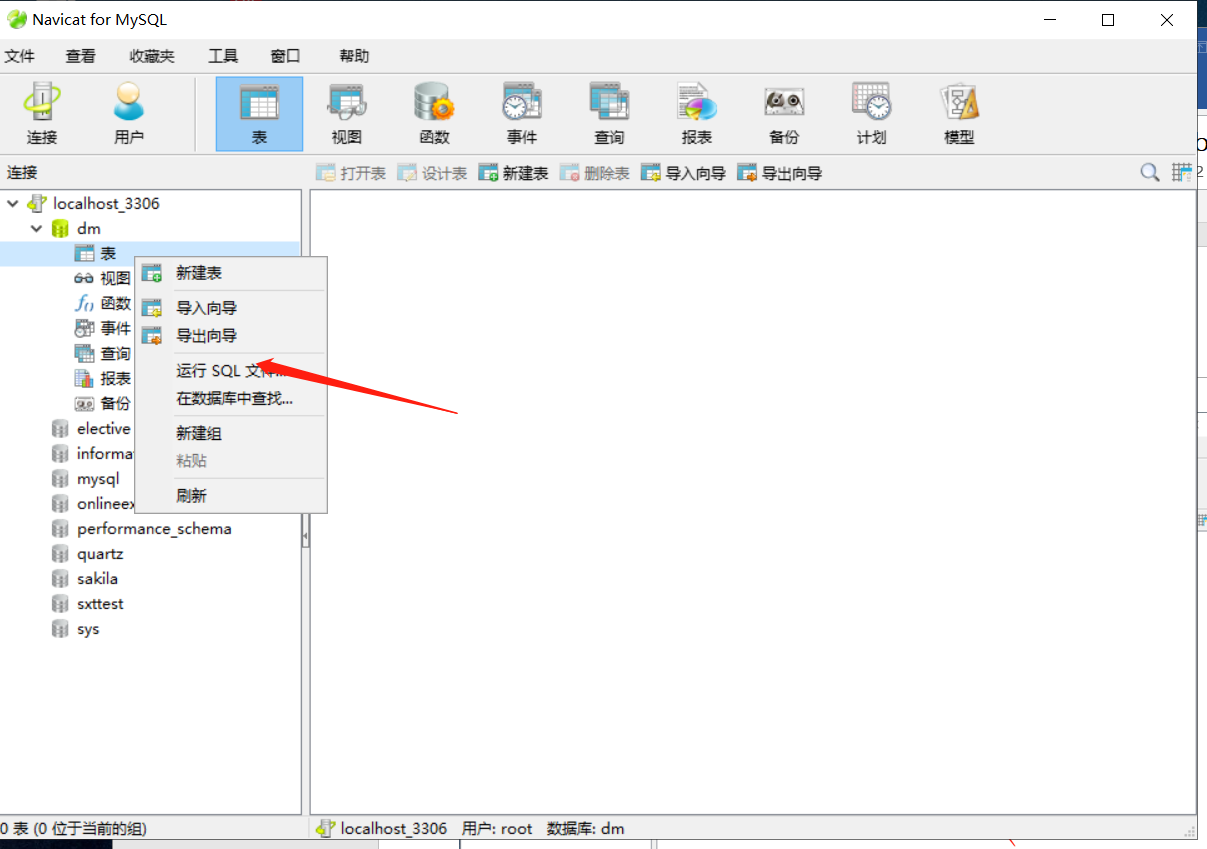 Navicat for MySQL
文件 查看 收藏夹 工具 窗口 帮助
连接 用户 表 视图 函数 事件 查询 报表 备份 计划 模型
连接 打开表 设计表 新建表 删除表 导入向导 导出向导
localhost_3306
dm
表
视图
函数
事件
查询
报表
备份
新建表
导入向导
导出向导
运行 SQL 文件...
在数据库中查找...
新建组
粘贴
刷新
elective
informa
mysql
onlineex
performance_schema
quartz
sakila
sxttest
sys
0 表 (0 位于当前的组) localhost_3306 用户: root 数据库: dm